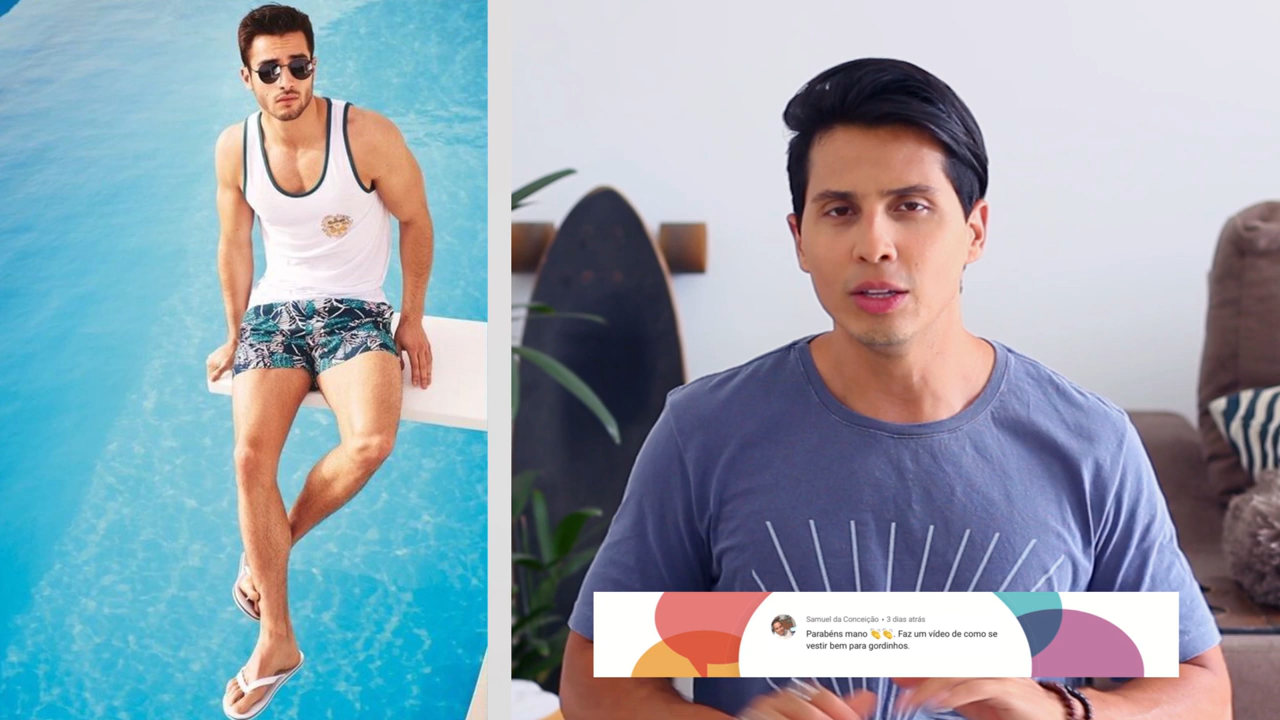 Samuel da Conceição • 3 dias atrás
Parabéns mano 👏👏. Faz um vídeo de como se
vestir bem para gordinhos.